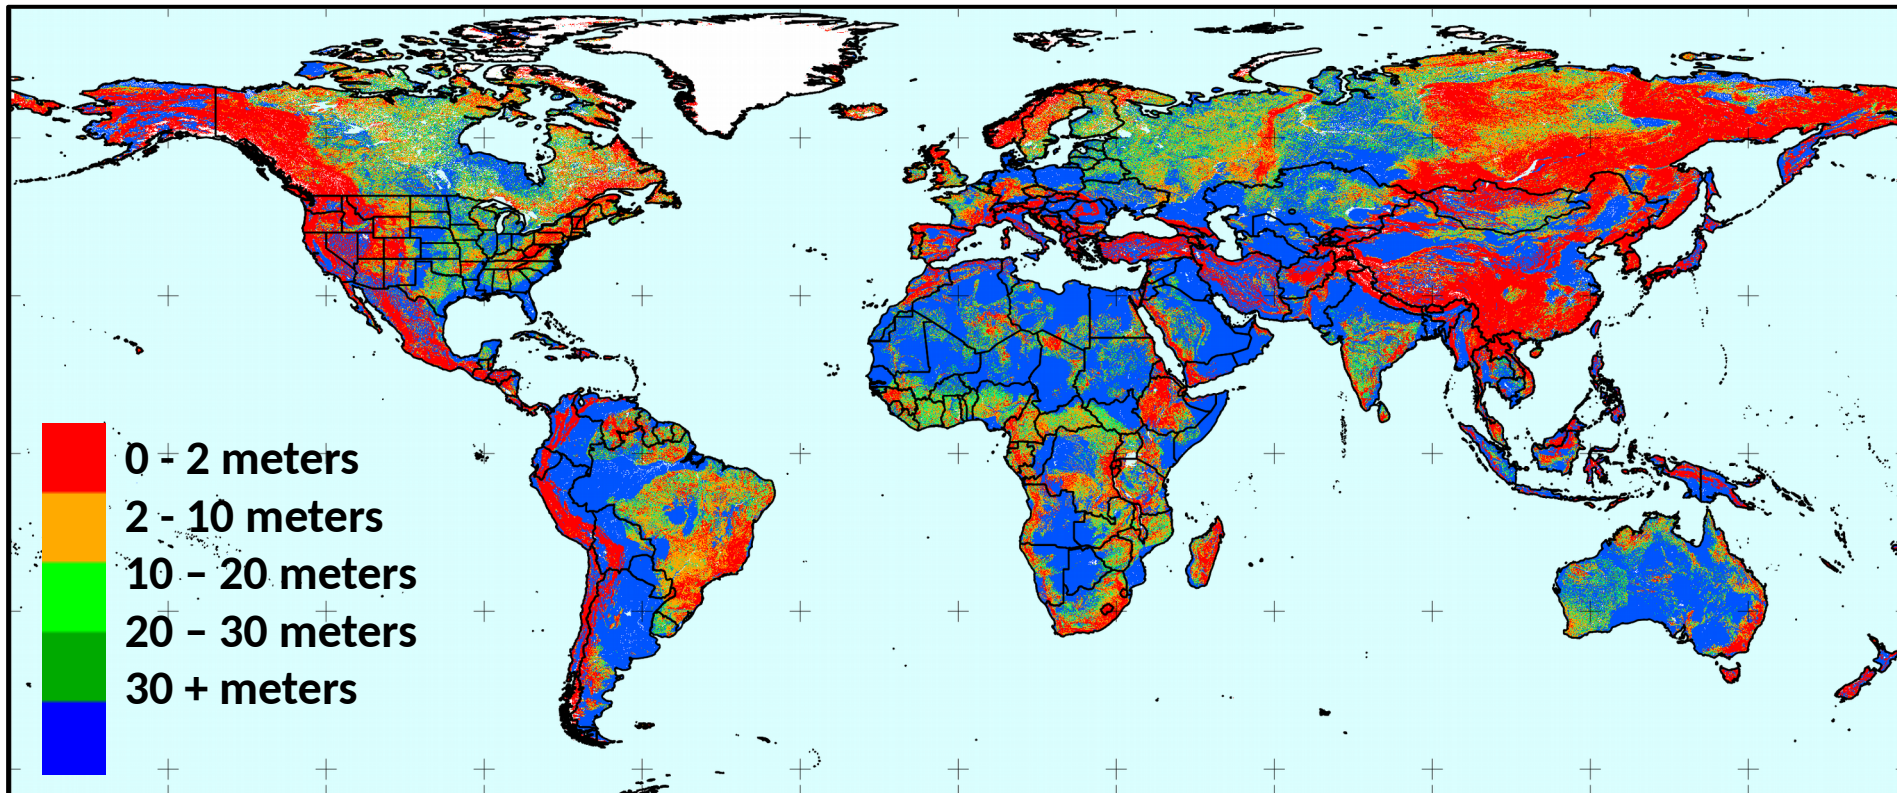 0 - 2 meters
2 - 10 meters
10 – 20 meters
20 – 30 meters
30 + meters